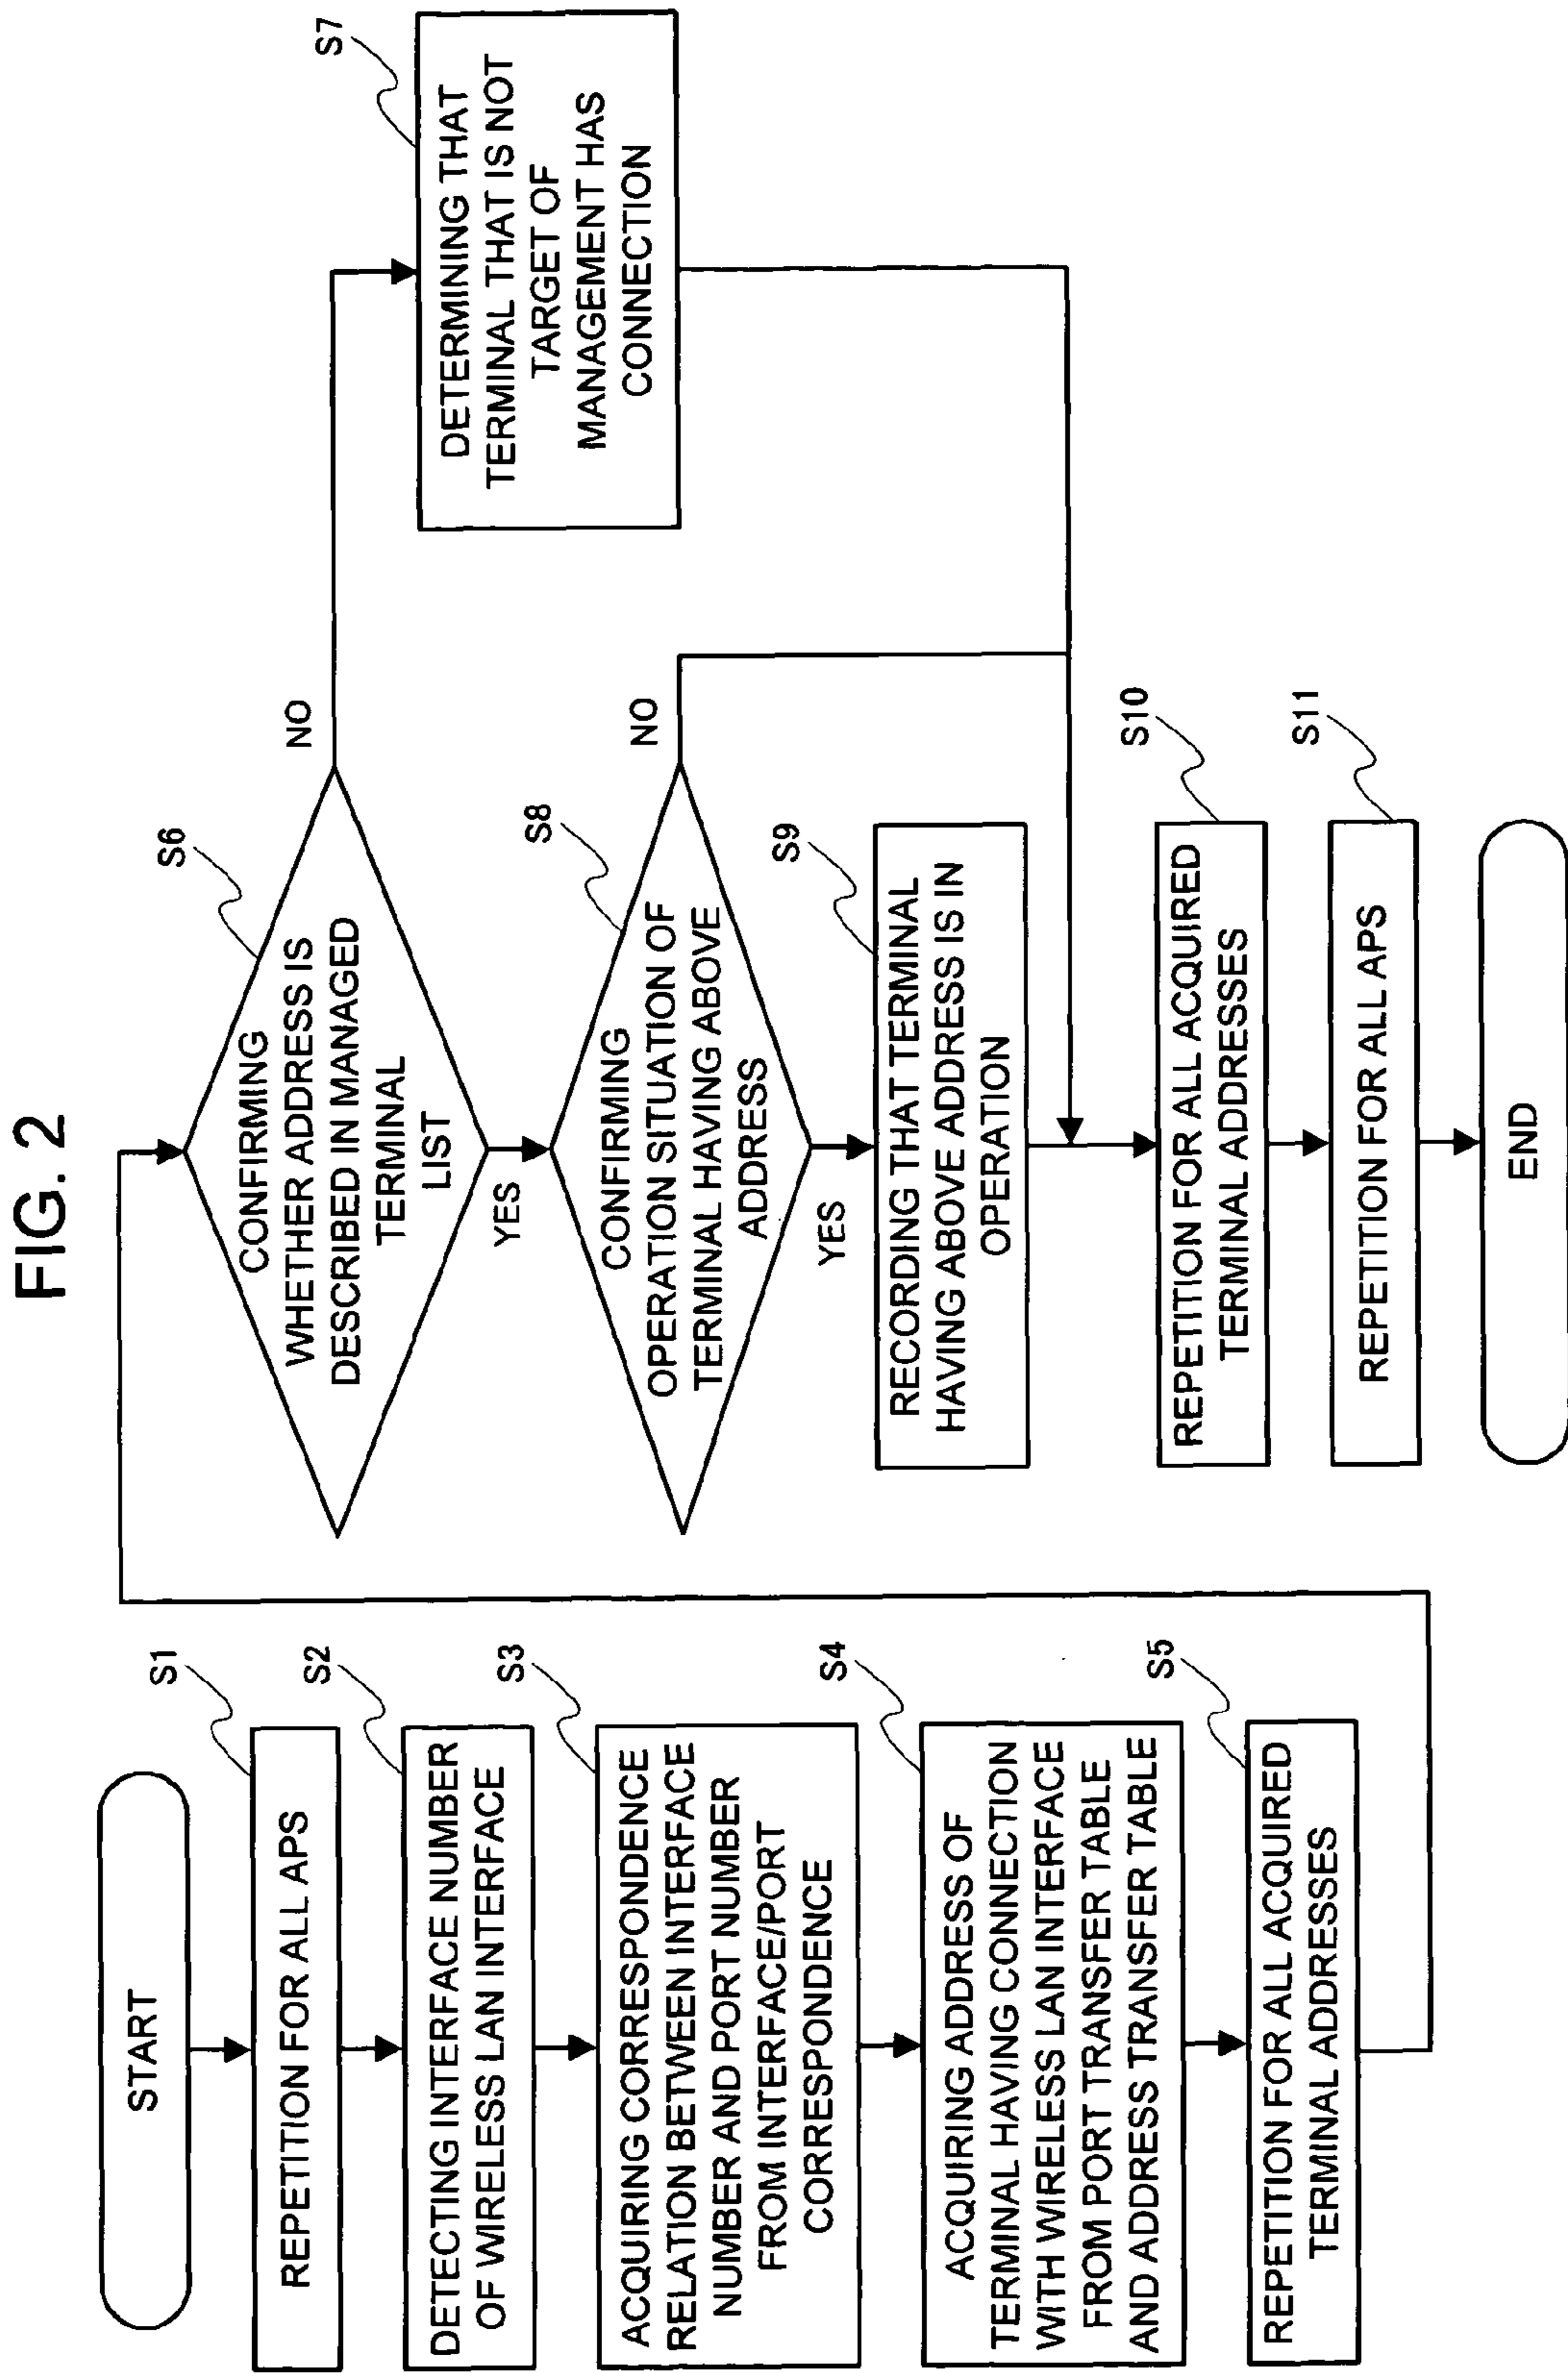 FIG. 2
START
S1
REPETITION FOR ALL APS
S2
DETECTING INTERFACE NUMBER
OF WIRELESS LAN INTERFACE
S3
ACQUIRING CORRESPONDENCE
RELATION BETWEEN INTERFACE
NUMBER AND PORT NUMBER
FROM INTERFACE/PORT
CORRESPONDENCE
S4
ACQUIRING ADDRESS OF
TERMINAL HAVING CONNECTION
WITH WIRELESS LAN INTERFACE
FROM PORT TRANSFER TABLE
AND ADDRESS TRANSFER TABLE
S5
REPETITION FOR ALL ACQUIRED
TERMINAL ADDRESSES
S6
CONFIRMING
WHETHER ADDRESS IS
DESCRIBED IN MANAGED
TERMINAL
LIST
NO
YES
S7
DETERMINING THAT
TERMINAL THAT IS NOT
TARGET OF
MANAGEMENT HAS
CONNECTION
S8
CONFIRMING
OPERATION SITUATION OF
TERMINAL HAVING ABOVE
ADDRESS
NO
YES
S9
RECORDING THAT TERMINAL
HAVING ABOVE ADDRESS IS IN
OPERATION
S10
REPETITION FOR ALL ACQUIRED
TERMINAL ADDRESSES
S11
REPETITION FOR ALL APS
END